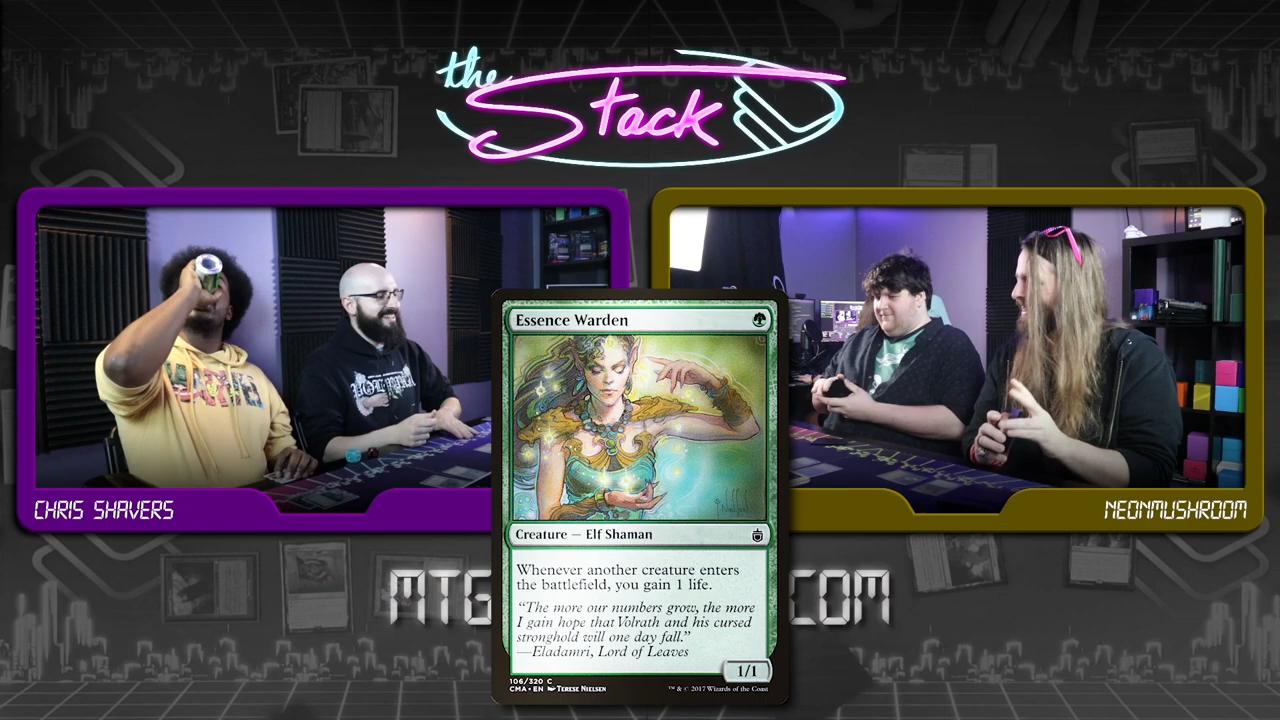 the
Stack
CHRIS SHAVERS
NEONMUSHROOM
Essence Warden
Creature — Elf Shaman
Whenever another creature enters
the battlefield, you gain 1 life.
“The more our numbers grow, the more
I gain hope that Volrath and his cursed
stronghold will one day fall.”
—Eladamri, Lord of Leaves
1/1
106/320 C
CMA • EN Terese Nielsen
™ & © 2017 Wizards of the Coast
MTG
COM